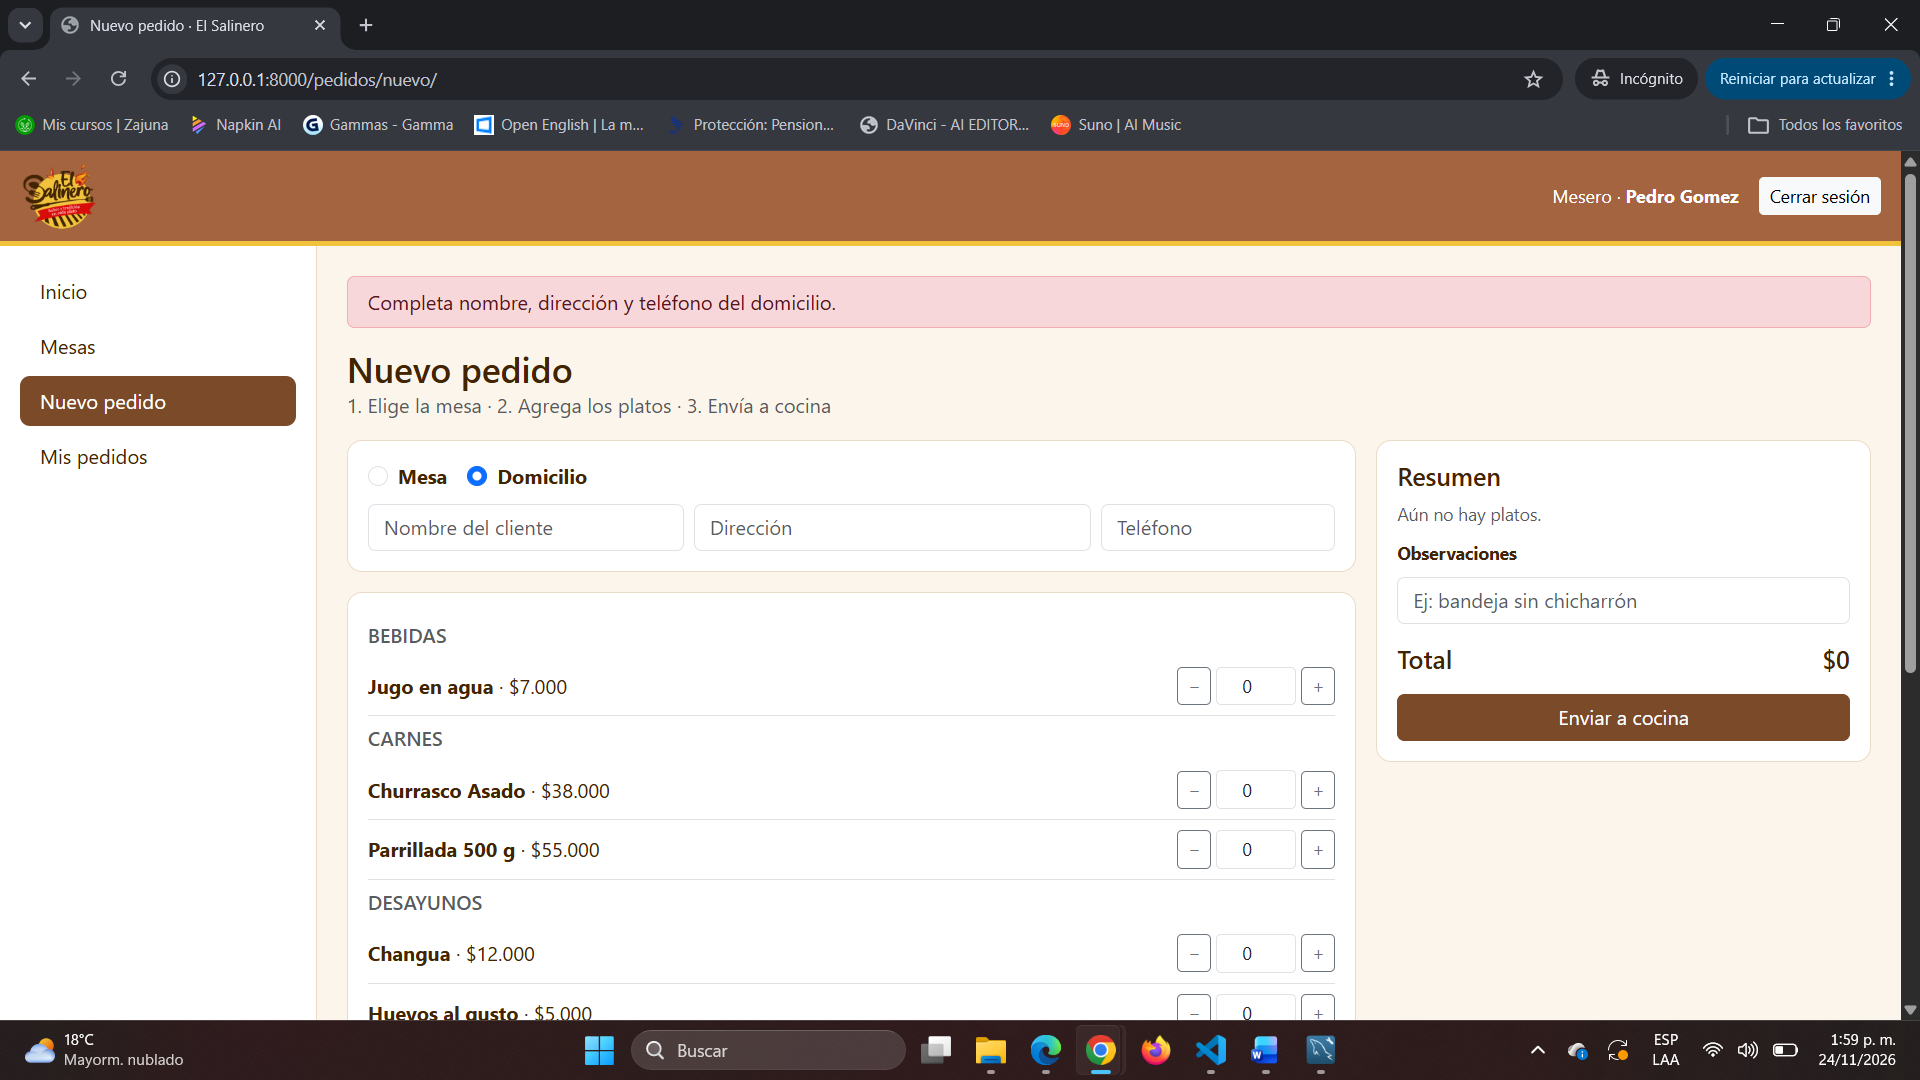 Nuevo pedido · El Salinero
127.0.0.1:8000/pedidos/nuevo/
Incógnito
Reiniciar para actualizar
Mis cursos | Zajuna
Napkin AI
Gammas - Gamma
Open English | La m...
Protección: Pension...
DaVinci - AI EDITOR...
Suno | AI Music
Todos los favoritos
El Salinero
Mesero · Pedro Gomez
Cerrar sesión
Inicio
Mesas
Nuevo pedido
Mis pedidos
Completa nombre, dirección y teléfono del domicilio.
Nuevo pedido
1. Elige la mesa · 2. Agrega los platos · 3. Envía a cocina
Mesa
Domicilio
Nombre del cliente
Dirección
Teléfono
BEBIDAS
Jugo en agua · $7.000
− 0 +
CARNES
Churrasco Asado · $38.000
− 0 +
Parrillada 500 g · $55.000
− 0 +
DESAYUNOS
Changua · $12.000
− 0 +
Huevos al gusto · $5.000
− 0 +
Resumen
Aún no hay platos.
Observaciones
Ej: bandeja sin chicharrón
Total $0
Enviar a cocina
18°C
Mayorm. nublado
Buscar
ESP
LAA
1:59 p. m.
24/11/2026